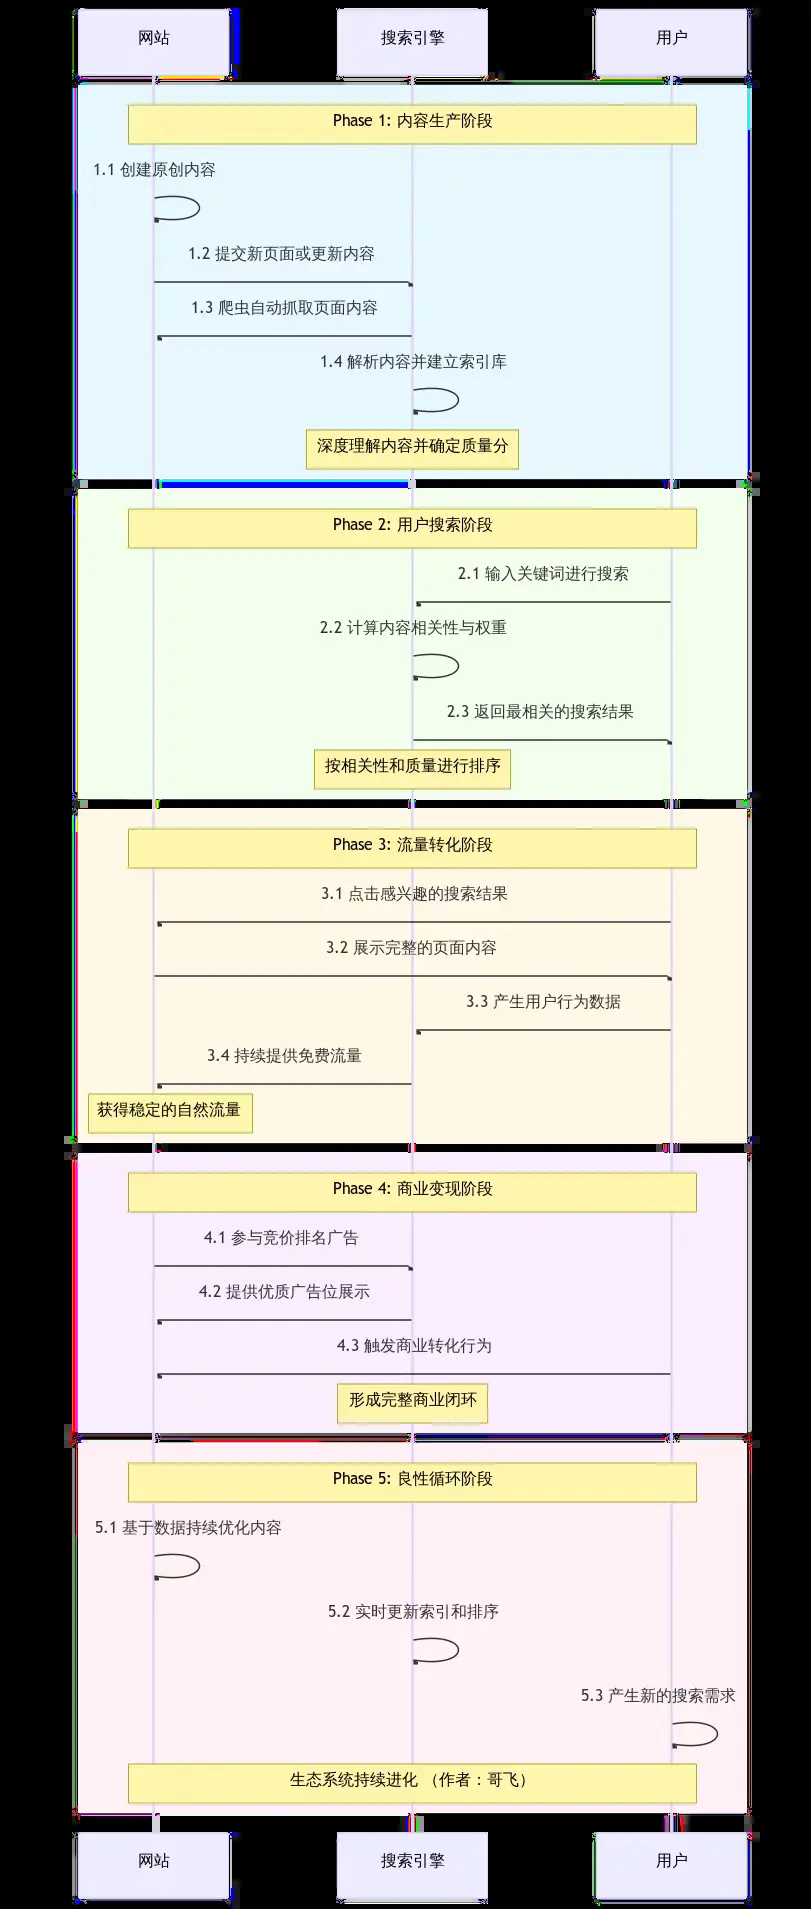 网站
搜索引擎
用户
Phase 1: 内容生产阶段
1.1 创建原创内容
1.2 提交新页面或更新内容
1.3 爬虫自动抓取页面内容
1.4 解析内容并建立索引库
深度理解内容并确定质量分
Phase 2: 用户搜索阶段
2.1 输入关键词进行搜索
2.2 计算内容相关性与权重
2.3 返回最相关的搜索结果
按相关性和质量进行排序
Phase 3: 流量转化阶段
3.1 点击感兴趣的搜索结果
3.2 展示完整的页面内容
3.3 产生用户行为数据
3.4 持续提供免费流量
获得稳定的自然流量
Phase 4: 商业变现阶段
4.1 参与竞价排名广告
4.2 提供优质广告位展示
4.3 触发商业转化行为
形成完整商业闭环
Phase 5: 良性循环阶段
5.1 基于数据持续优化内容
5.2 实时更新索引和排序
5.3 产生新的搜索需求
生态系统持续进化 （作者：哥飞）
网站
搜索引擎
用户